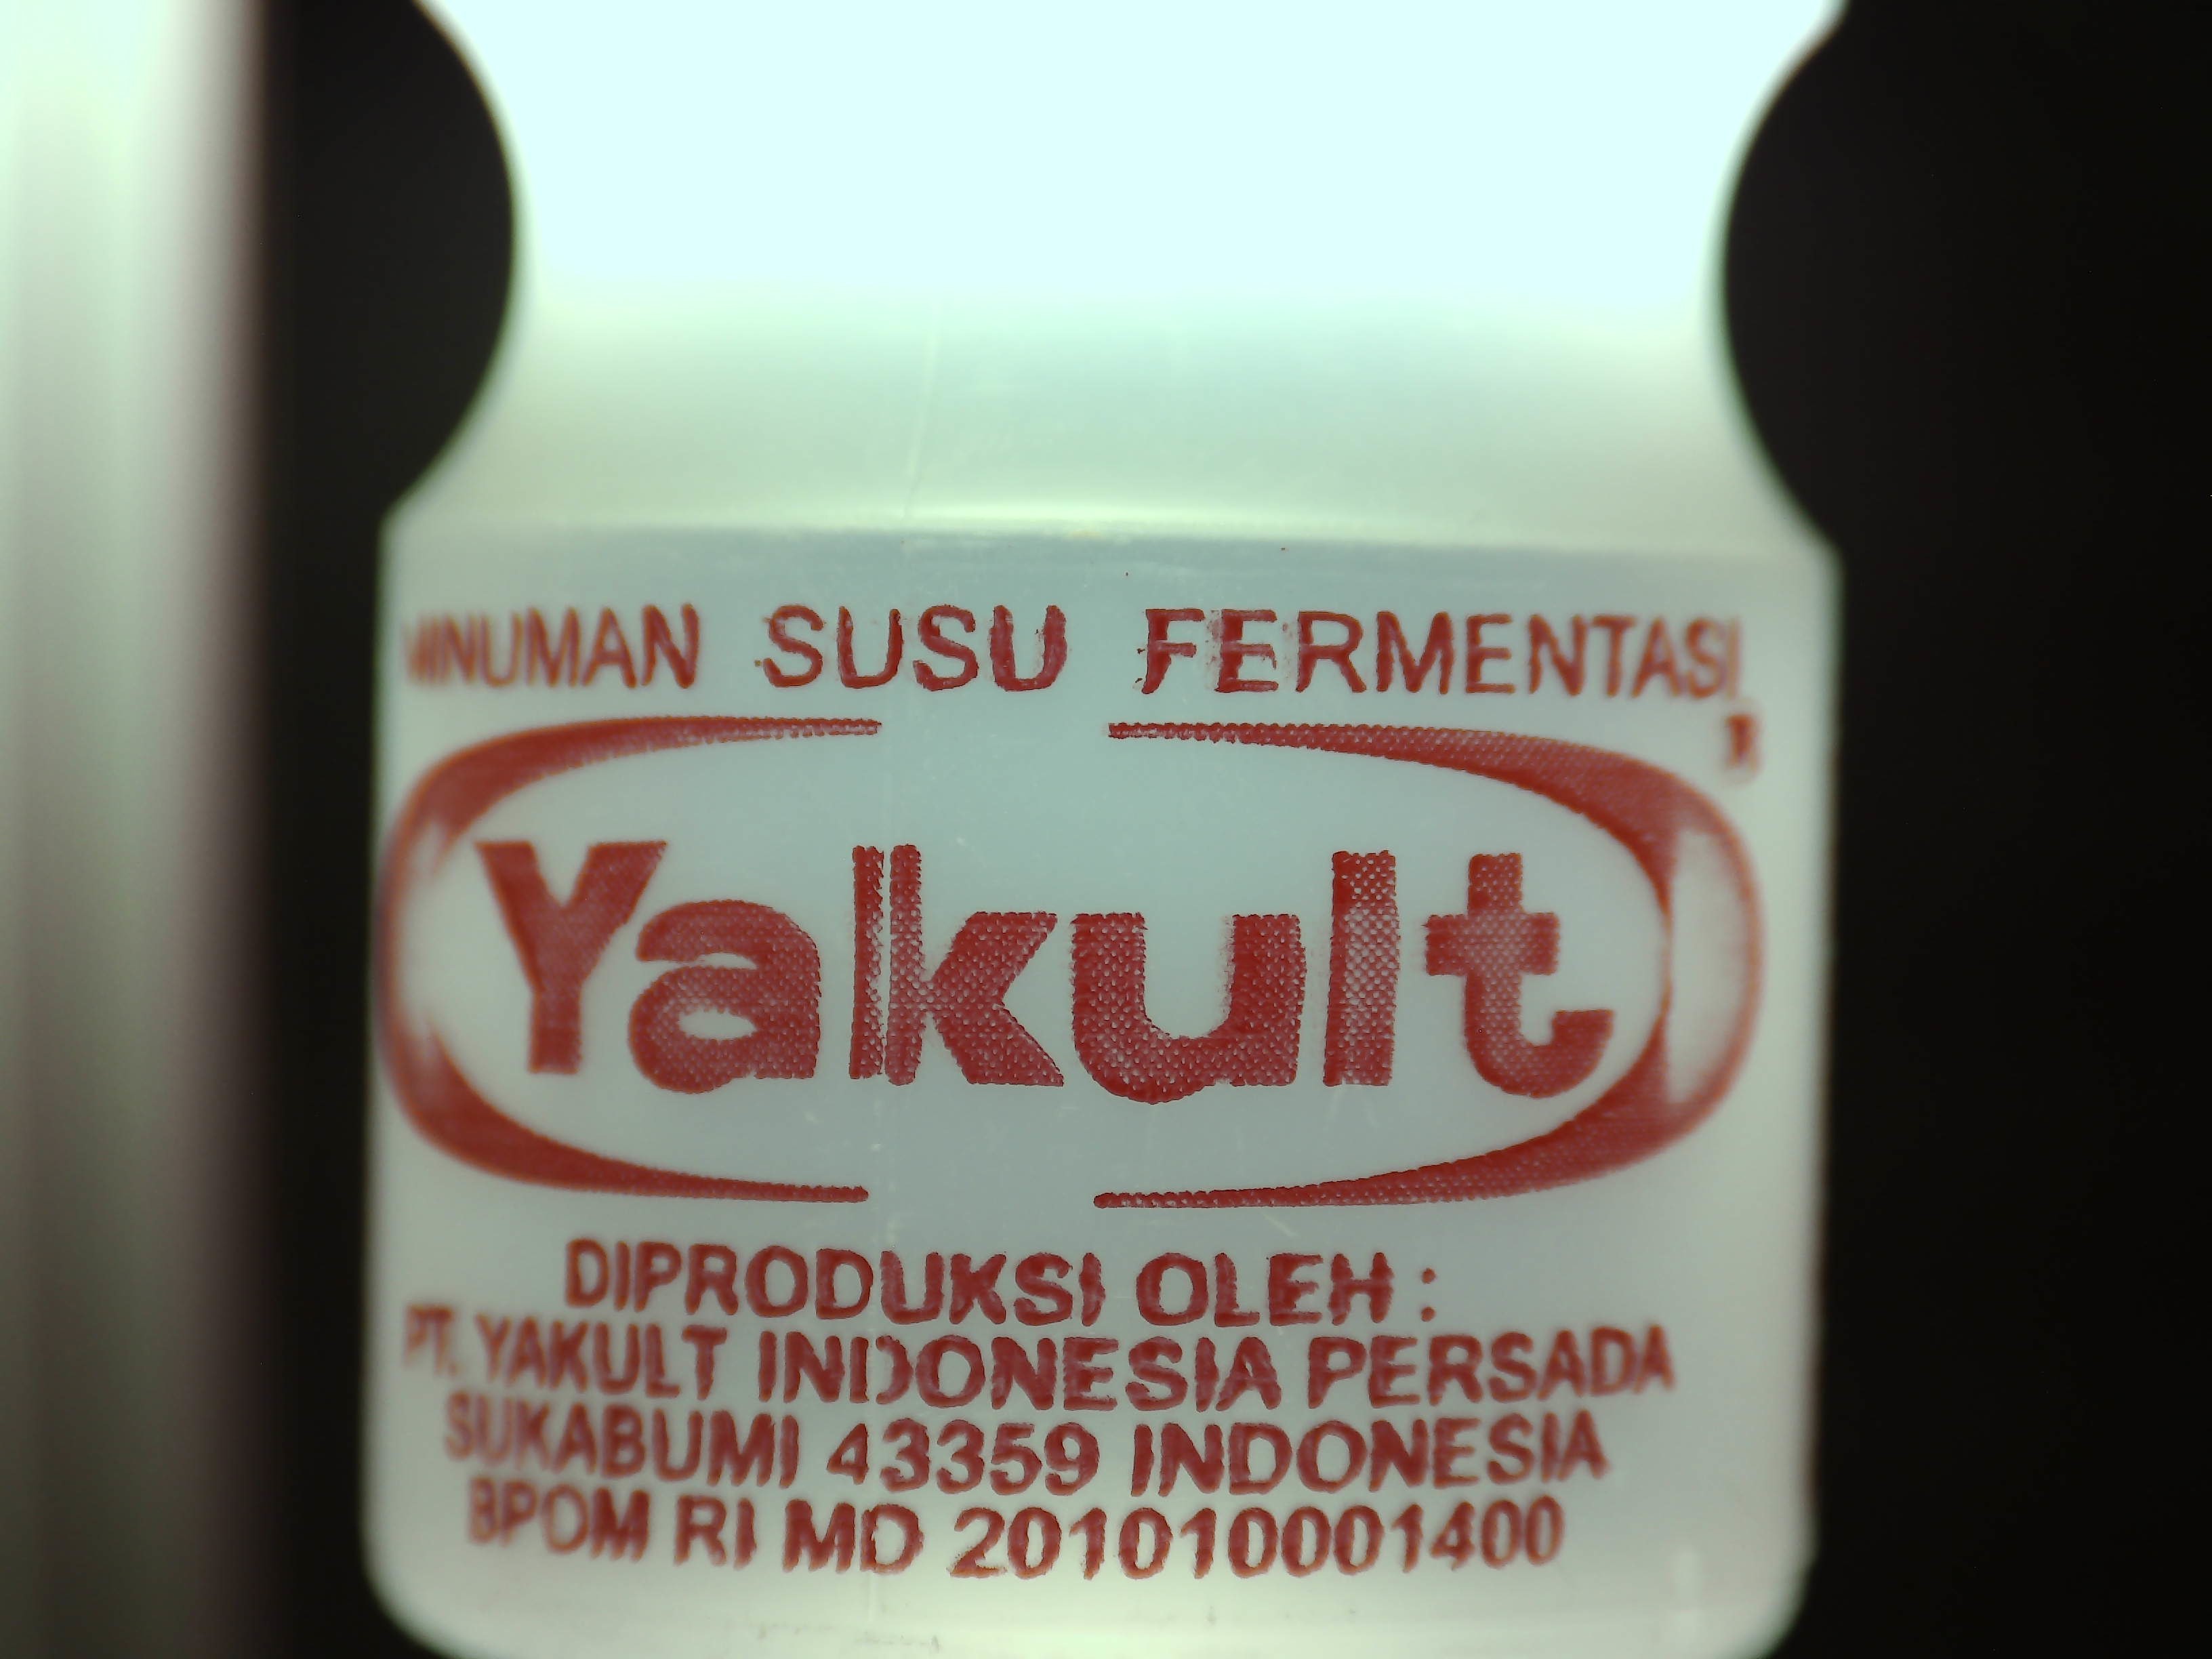 MINUMAN SUSU FERMENTASI
Yakult
DIPRODUKSI OLEH :
PT. YAKULT INDONESIA PERSADA
SUKABUMI 43359 INDONESIA
BPOM RI MD 201010001400